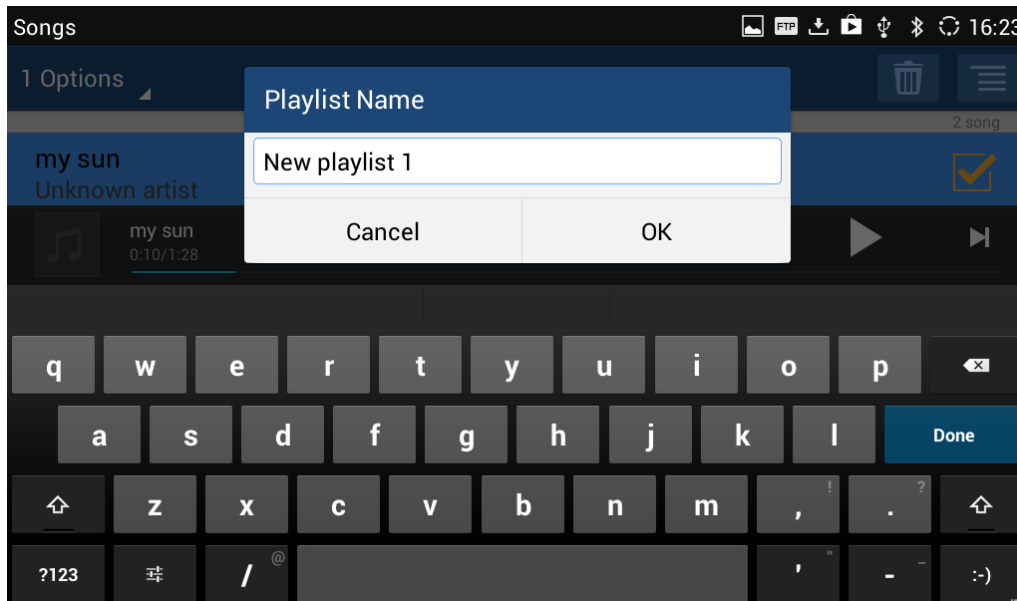 Songs
FTP
16:23
1 Options
Playlist Name
2 song
my sun
Unknown artist
New playlist 1
my sun
0:10/1:28
Cancel
OK
q w e r t y u i o p
a s d f g h j k l Done
! ?
z x c v b n m , .
@ " _
?123 / ' - :-)